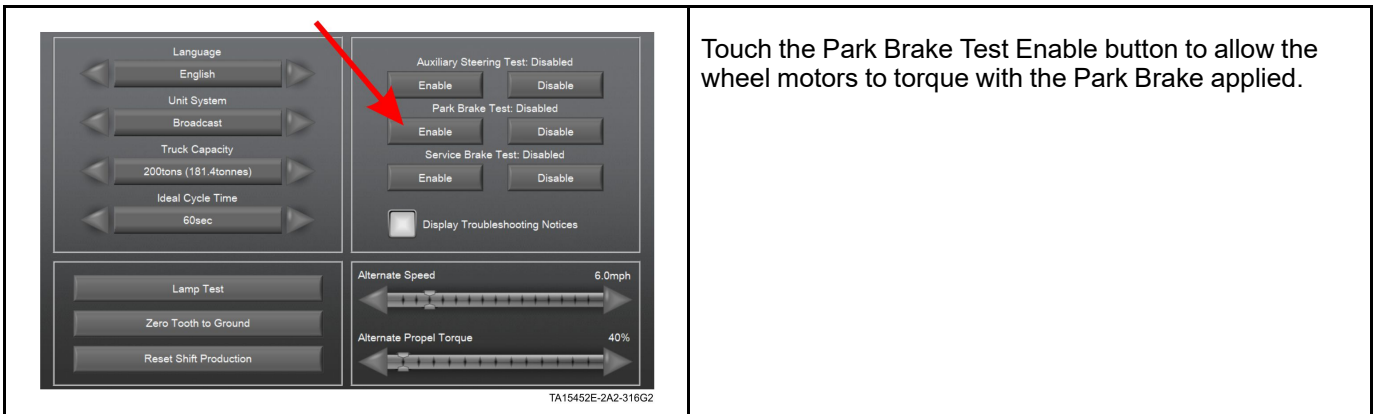 Language
English
Unit System
Broadcast
Truck Capacity
200tons (181.4tonnes)
Ideal Cycle Time
60sec
Auxiliary Steering Test: Disabled
Enable Disable
Park Brake Test: Disabled
Enable Disable
Service Brake Test: Disabled
Enable Disable
Display Troubleshooting Notices
Lamp Test
Zero Tooth to Ground
Reset Shift Production
Alternate Speed 6.0mph
Alternate Propel Torque 40%
TA15452E-2A2-316G2
Touch the Park Brake Test Enable button to allow the
wheel motors to torque with the Park Brake applied.